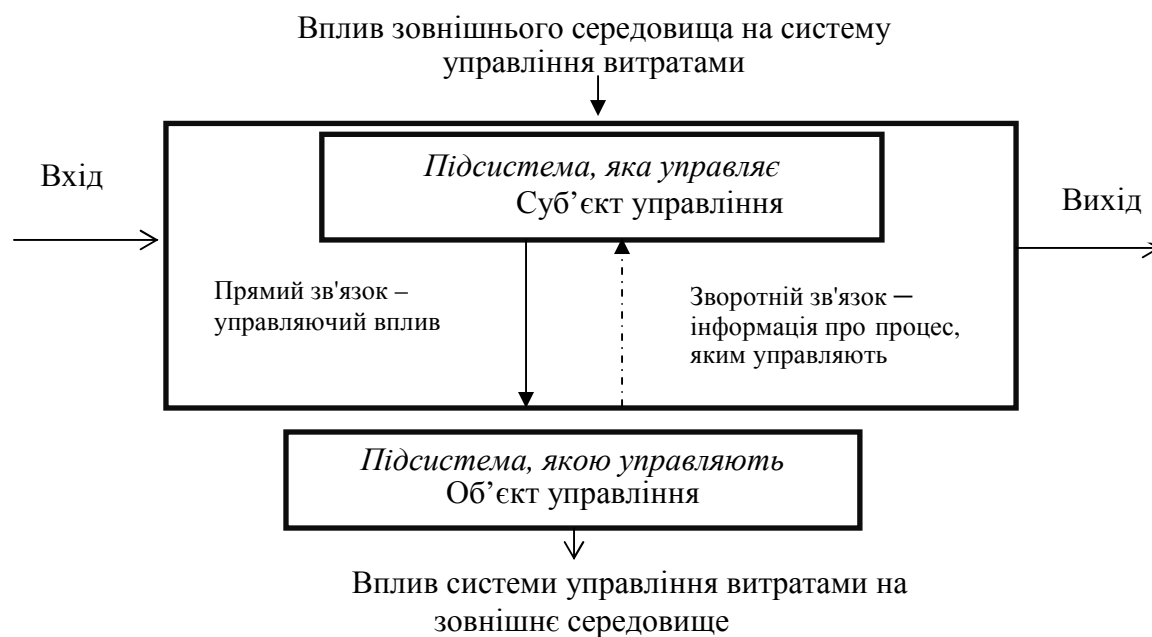 Вплив зовнішнього середовища на систему
управління витратами
Підсистема, яка управляє
Суб’єкт управління
Вхід
Вихід
Прямий зв'язок –
управляючий вплив
Зворотній зв'язок —
інформація про процес,
яким управляють
Підсистема, якою управляють
Об’єкт управління
Вплив системи управління витратами на
зовнішнє середовище